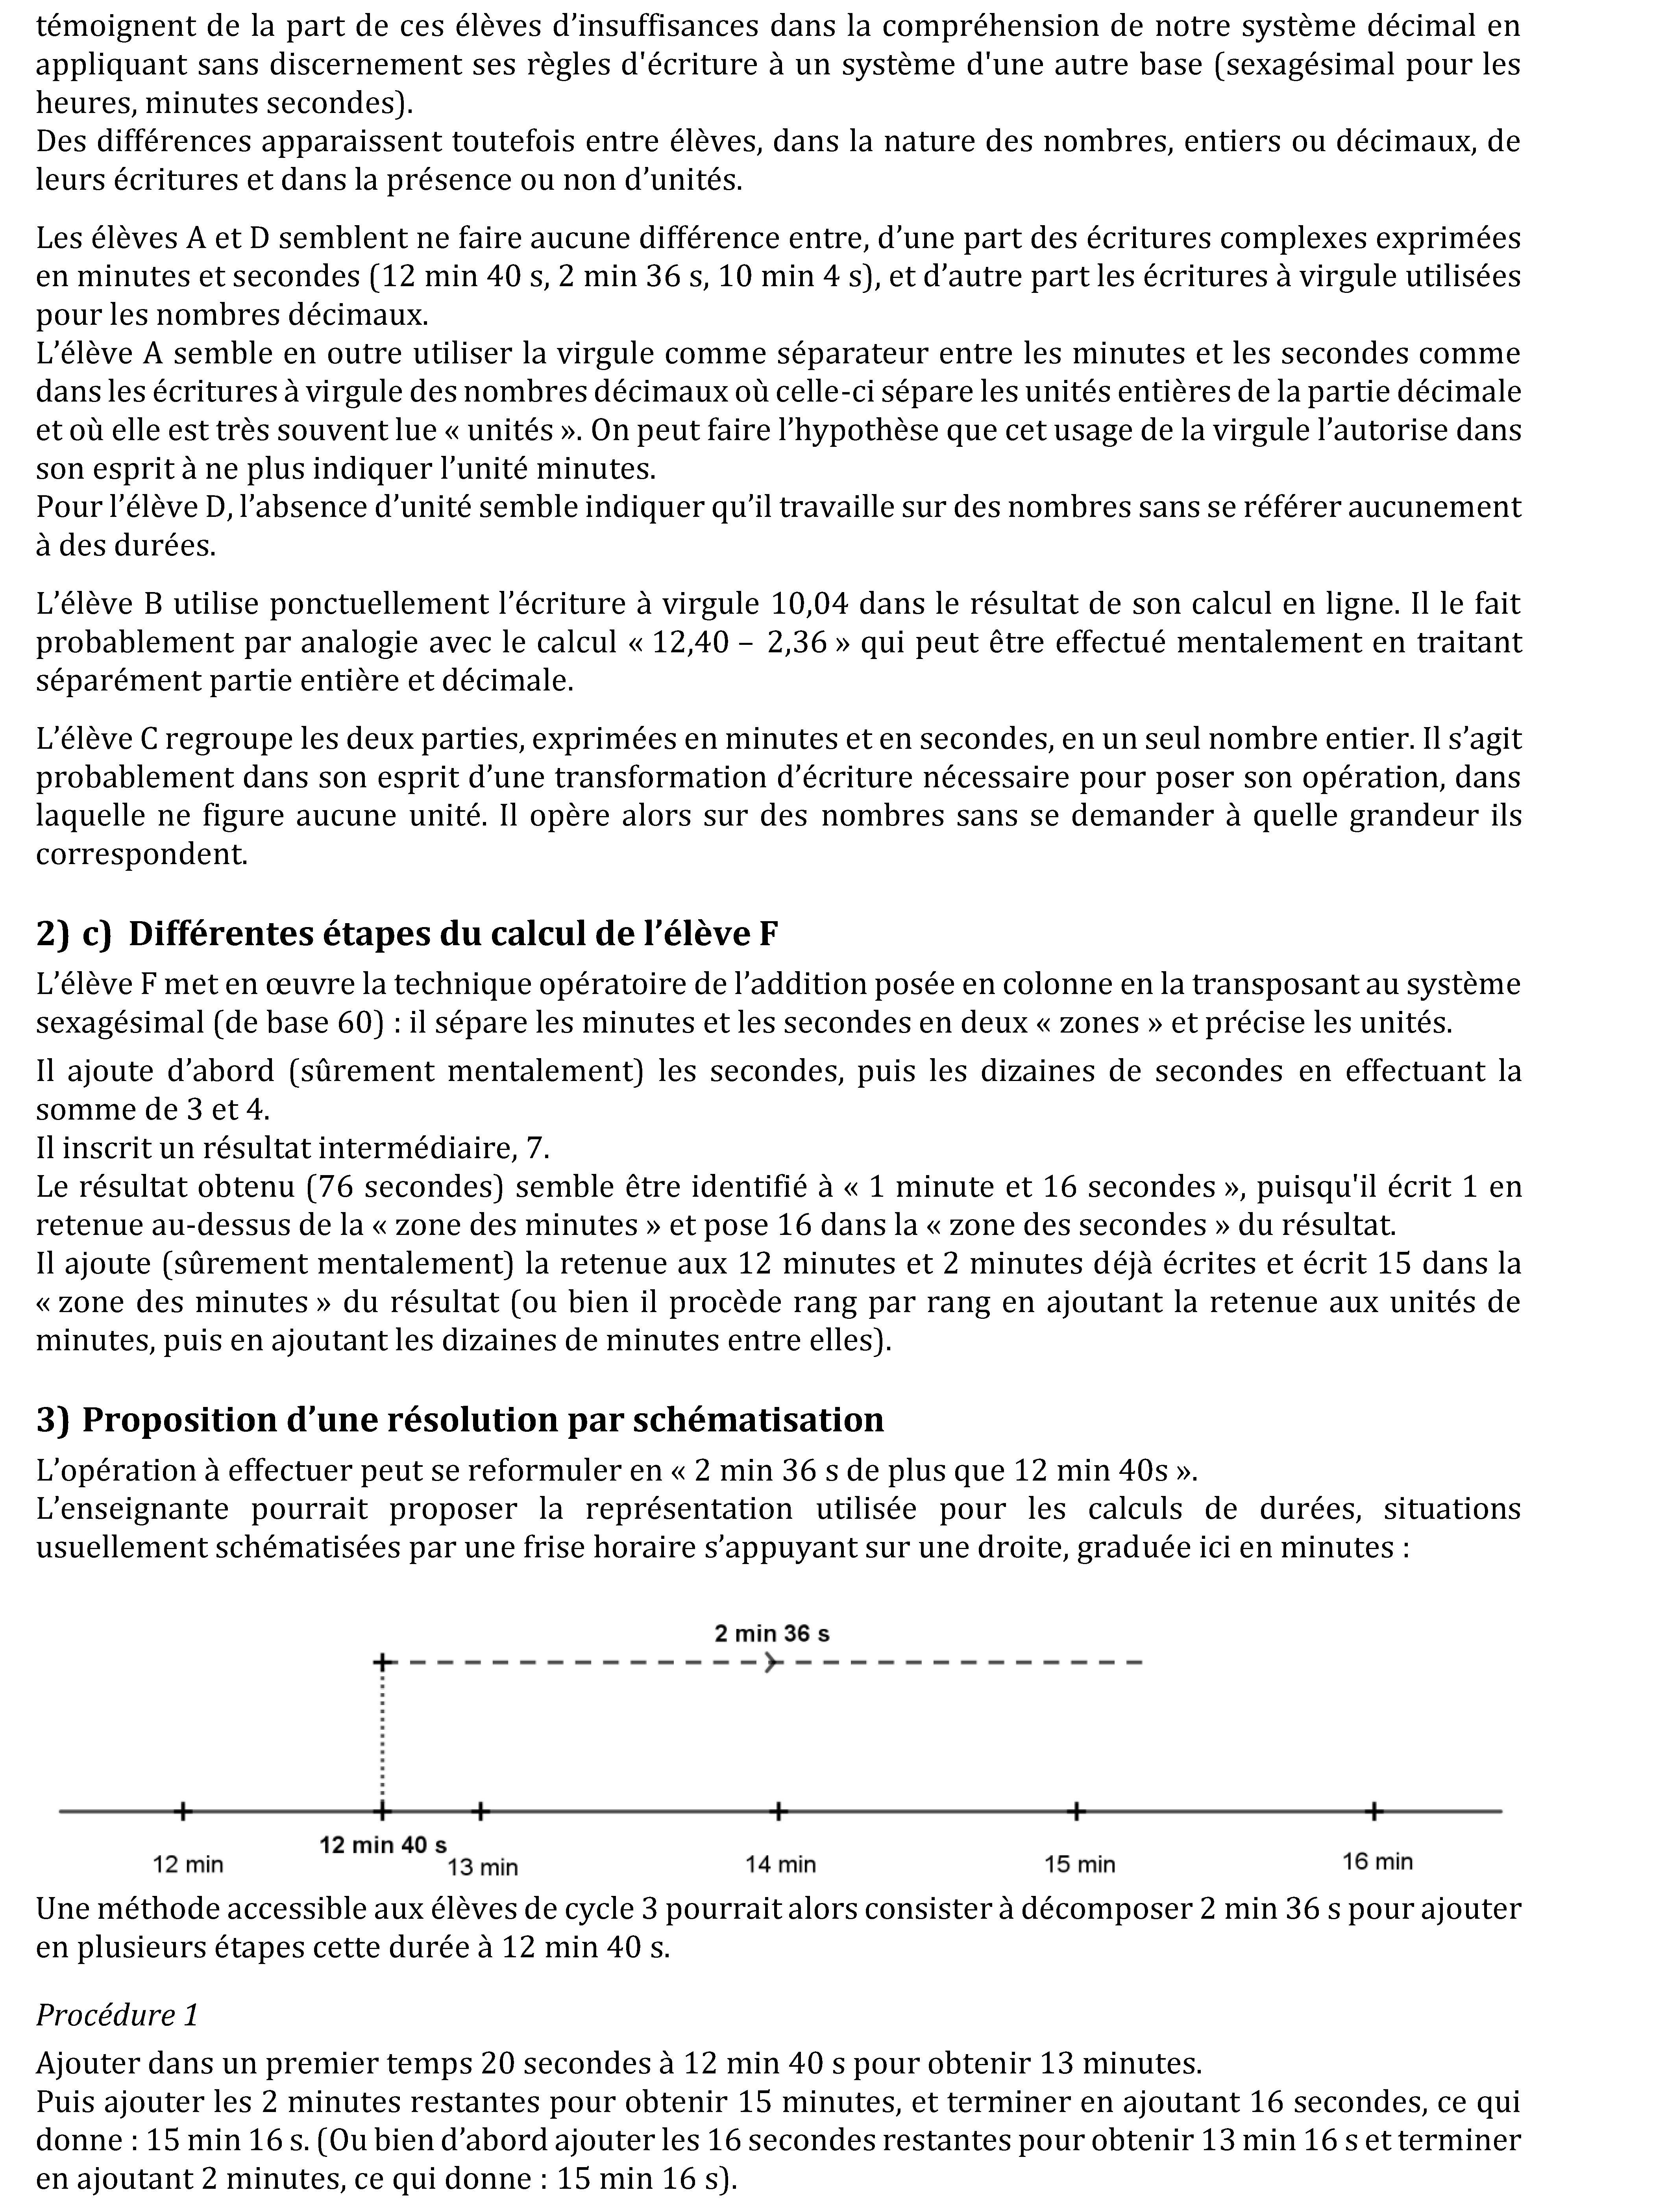 témoignent de la part de ces élèves d’insuffisances dans la compréhension de notre système décimal en
appliquant sans discernement ses règles d'écriture à un système d'une autre base (sexagésimal pour les
heures, minutes secondes).
Des différences apparaissent toutefois entre élèves, dans la nature des nombres, entiers ou décimaux, de
leurs écritures et dans la présence ou non d’unités.
Les élèves A et D semblent ne faire aucune différence entre, d’une part des écritures complexes exprimées
en minutes et secondes (12 min 40 s, 2 min 36 s, 10 min 4 s), et d’autre part les écritures à virgule utilisées
pour les nombres décimaux.
L’élève A semble en outre utiliser la virgule comme séparateur entre les minutes et les secondes comme
dans les écritures à virgule des nombres décimaux où celle-ci sépare les unités entières de la partie décimale
et où elle est très souvent lue « unités ». On peut faire l’hypothèse que cet usage de la virgule l’autorise dans
son esprit à ne plus indiquer l’unité minutes.
Pour l’élève D, l’absence d’unité semble indiquer qu’il travaille sur des nombres sans se référer aucunement
à des durées.
L’élève B utilise ponctuellement l’écriture à virgule 10,04 dans le résultat de son calcul en ligne. Il le fait
probablement par analogie avec le calcul « 12,40 – 2,36 » qui peut être effectué mentalement en traitant
séparément partie entière et décimale.
L’élève C regroupe les deux parties, exprimées en minutes et en secondes, en un seul nombre entier. Il s’agit
probablement dans son esprit d’une transformation d’écriture nécessaire pour poser son opération, dans
laquelle ne figure aucune unité. Il opère alors sur des nombres sans se demander à quelle grandeur ils
correspondent.
2) c) Différentes étapes du calcul de l’élève F
L’élève F met en œuvre la technique opératoire de l’addition posée en colonne en la transposant au système
sexagésimal (de base 60) : il sépare les minutes et les secondes en deux « zones » et précise les unités.
Il ajoute d’abord (sûrement mentalement) les secondes, puis les dizaines de secondes en effectuant la
somme de 3 et 4.
Il inscrit un résultat intermédiaire, 7.
Le résultat obtenu (76 secondes) semble être identifié à « 1 minute et 16 secondes », puisqu'il écrit 1 en
retenue au-dessus de la « zone des minutes » et pose 16 dans la « zone des secondes » du résultat.
Il ajoute (sûrement mentalement) la retenue aux 12 minutes et 2 minutes déjà écrites et écrit 15 dans la
« zone des minutes » du résultat (ou bien il procède rang par rang en ajoutant la retenue aux unités de
minutes, puis en ajoutant les dizaines de minutes entre elles).
3) Proposition d’une résolution par schématisation
L’opération à effectuer peut se reformuler en « 2 min 36 s de plus que 12 min 40s ».
L’enseignante pourrait proposer la représentation utilisée pour les calculs de durées, situations
usuellement schématisées par une frise horaire s’appuyant sur une droite, graduée ici en minutes :
2 min 36 s
12 min 40 s
12 min 13 min 14 min 15 min 16 min
Une méthode accessible aux élèves de cycle 3 pourrait alors consister à décomposer 2 min 36 s pour ajouter
en plusieurs étapes cette durée à 12 min 40 s.
Procédure 1
Ajouter dans un premier temps 20 secondes à 12 min 40 s pour obtenir 13 minutes.
Puis ajouter les 2 minutes restantes pour obtenir 15 minutes, et terminer en ajoutant 16 secondes, ce qui
donne : 15 min 16 s. (Ou bien d’abord ajouter les 16 secondes restantes pour obtenir 13 min 16 s et terminer
en ajoutant 2 minutes, ce qui donne : 15 min 16 s).